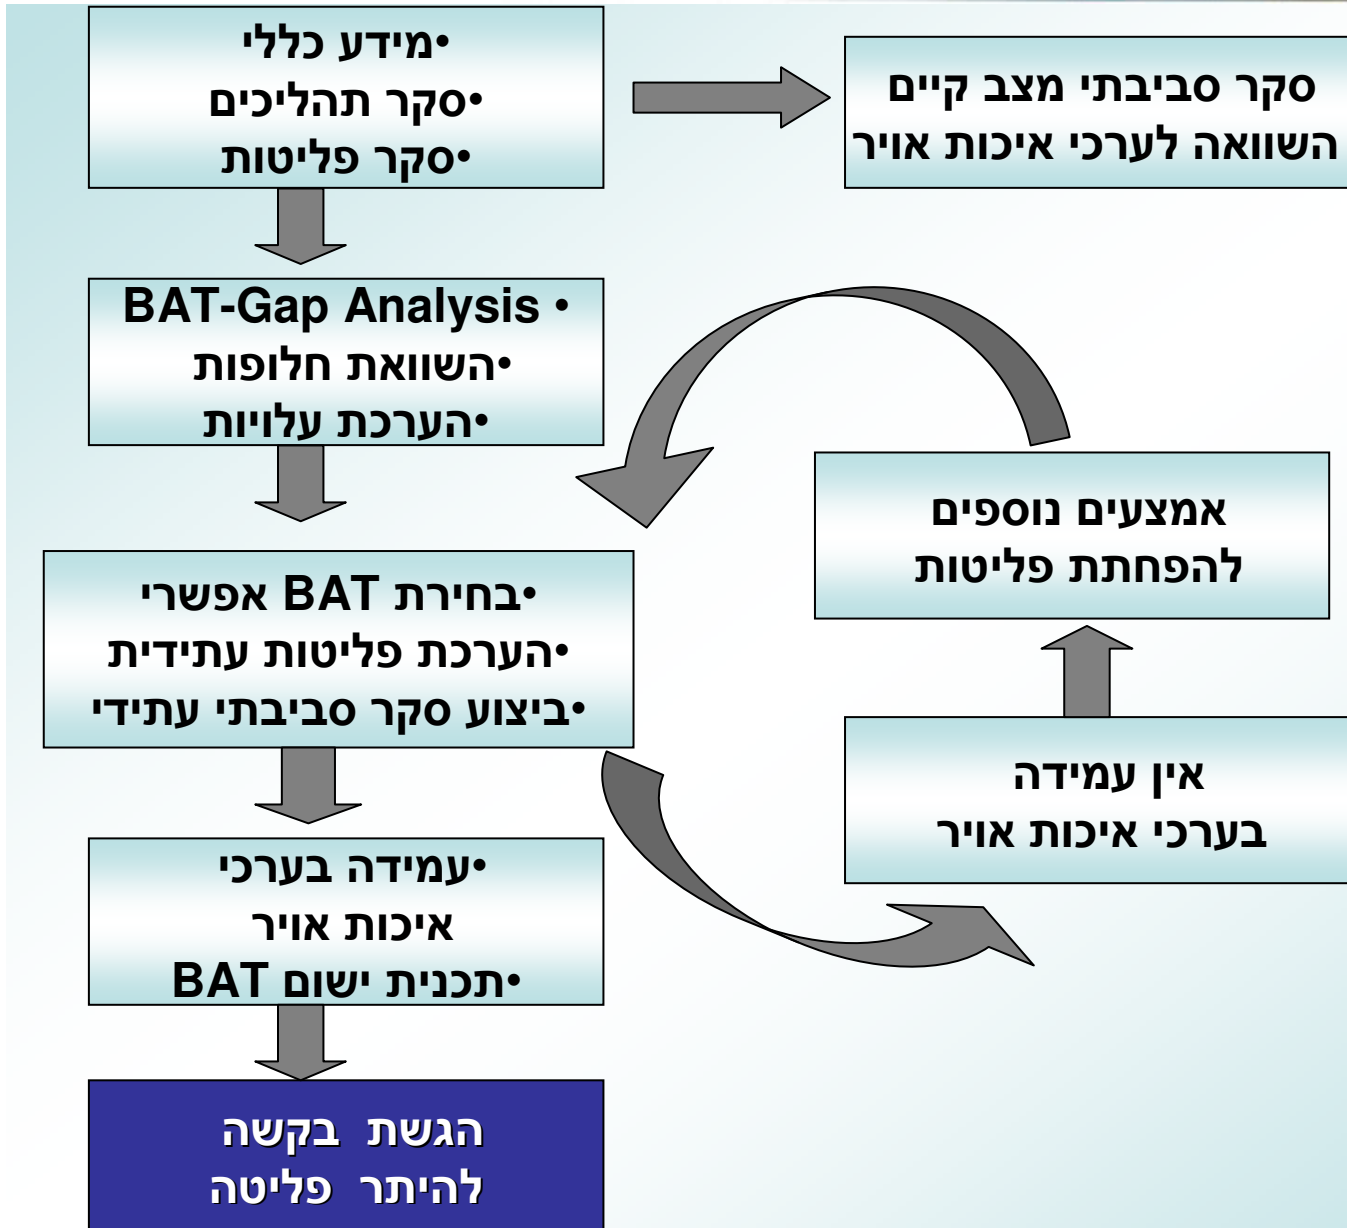 •מידע כללי
•סקר תהליכים
•סקר פליטות
סקר סביבתי מצב קיים
השוואה לערכי איכות אויר
• BAT-Gap Analysis
•השוואת חלופות
•הערכת עלויות
•בחירת BAT אפשרי
•הערכת פליטות עתידית
•ביצוע סקר סביבתי עתידי
אמצעים נוספים
להפחתת פליטות
אין עמידה
בערכי איכות אויר
•עמידה בערכי
איכות אויר
•תכנית ישום BAT
הגשת בקשה
להיתר פליטה